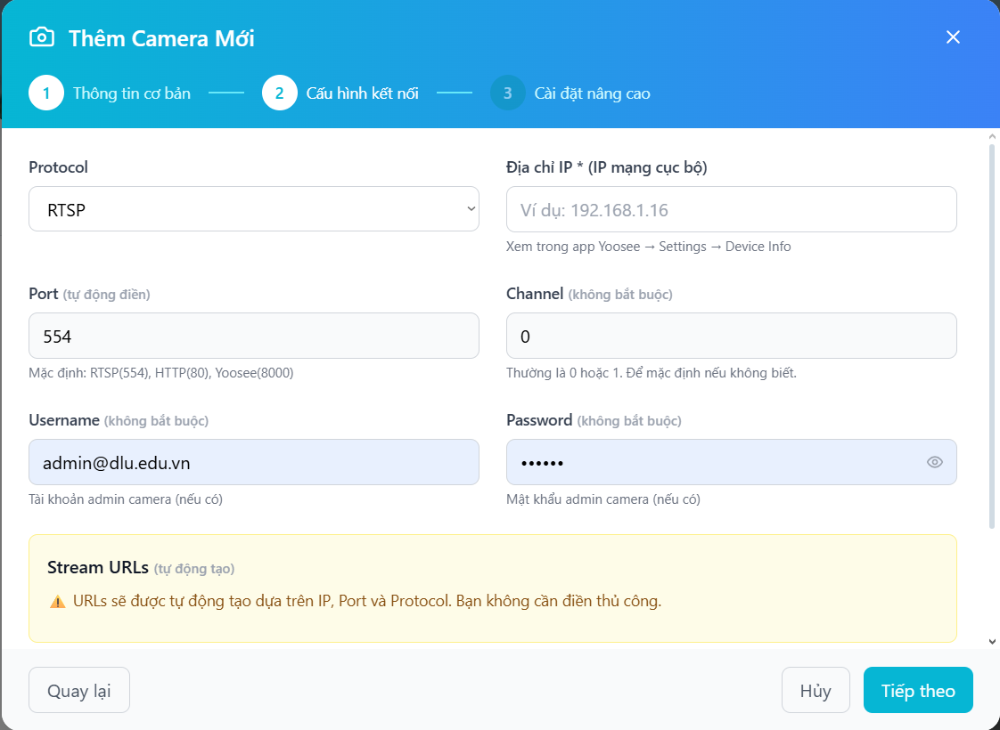 Thêm Camera Mới
1 Thông tin cơ bản 2 Cấu hình kết nối 3 Cài đặt nâng cao
Protocol
RTSP
Địa chỉ IP * (IP mạng cục bộ)
Ví dụ: 192.168.1.16
Xem trong app Yoosee → Settings → Device Info
Port (tự động điền)
554
Mặc định: RTSP(554), HTTP(80), Yoosee(8000)
Channel (không bắt buộc)
0
Thường là 0 hoặc 1. Để mặc định nếu không biết.
Username (không bắt buộc)
admin@dlu.edu.vn
Tài khoản admin camera (nếu có)
Password (không bắt buộc)
••••••
Mật khẩu admin camera (nếu có)
Stream URLs (tự động tạo)
URLs sẽ được tự động tạo dựa trên IP, Port và Protocol. Bạn không cần điền thủ công.
Quay lại
Hủy
Tiếp theo